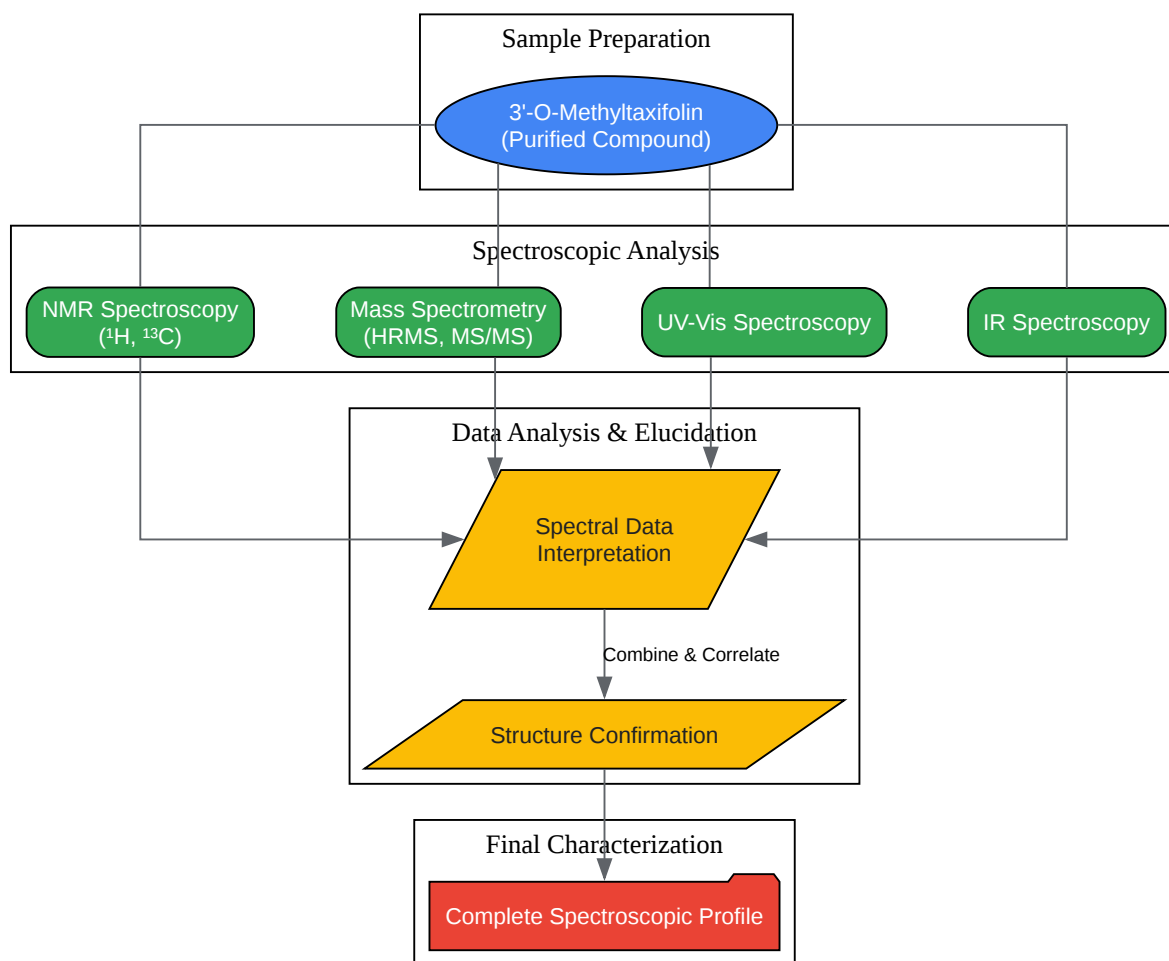 Sample Preparation
3'-O-Methyltaxifolin
(Purified Compound)
Spectroscopic Analysis
NMR Spectroscopy
(¹H, ¹³C)
Mass Spectrometry
(HRMS, MS/MS)
UV-Vis Spectroscopy
IR Spectroscopy
Data Analysis & Elucidation
Spectral Data
Interpretation
Combine & Correlate
Structure Confirmation
Final Characterization
Complete Spectroscopic Profile